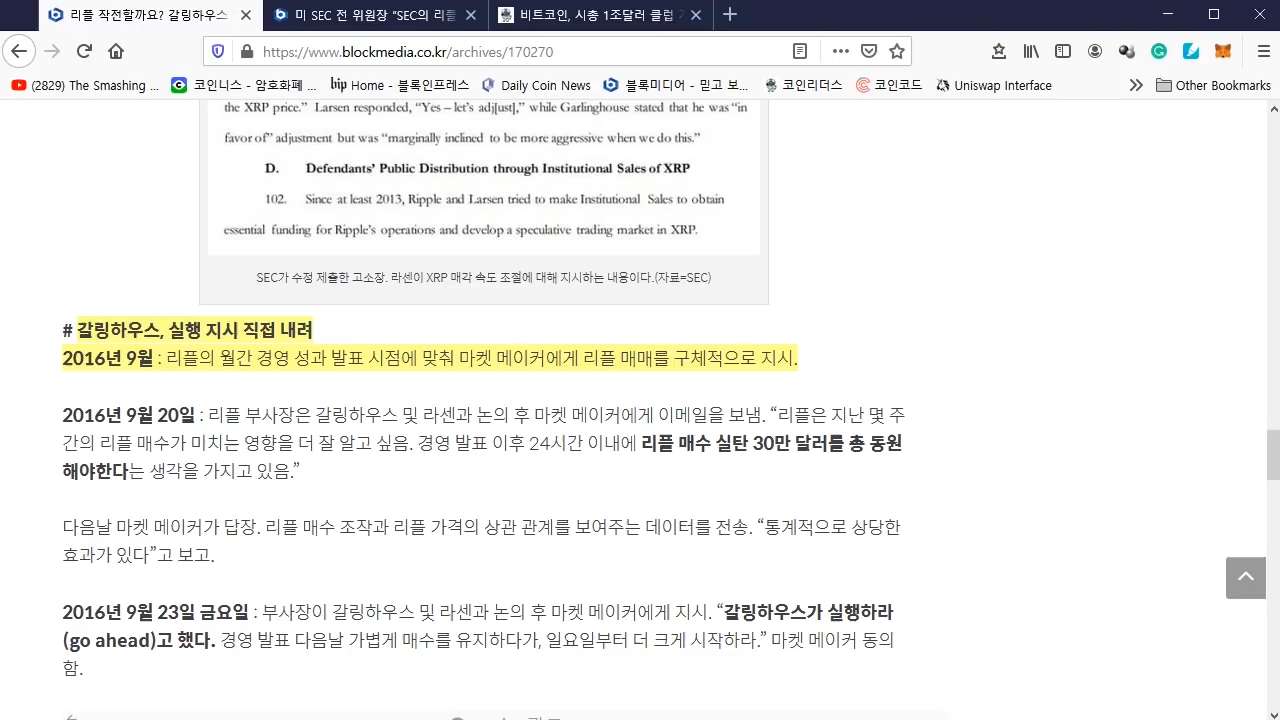 리플 작전할까요? 갈링하우스
미 SEC 전 위원장 "SEC의 리플
비트코인, 시총 1조달러 클럽
https://www.blockmedia.co.kr/archives/170270
(2829) The Smashing ...
코인니스 - 암호화폐 ...
bip Home - 블록인프레스
Daily Coin News
블록미디어 - 믿고 보...
코인리더스
코인코드
Uniswap Interface
Other Bookmarks
the XRP price." Larsen responded, "Yes – let's adj[ust]," while Garlinghouse stated that he was "in
favor of" adjustment but was "marginally inclined to be more aggressive when we do this."
D. Defendants' Public Distribution through Institutional Sales of XRP
102. Since at least 2013, Ripple and Larsen tried to make Institutional Sales to obtain
essential funding for Ripple's operations and develop a speculative trading market in XRP.
SEC가 수정 제출한 고소장. 라센이 XRP 매각 속도 조절에 대해 지시하는 내용이다.(자료=SEC)
# 갈링하우스, 실행 지시 직접 내려
2016년 9월 : 리플의 월간 경영 성과 발표 시점에 맞춰 마켓 메이커에게 리플 매매를 구체적으로 지시.
2016년 9월 20일 : 리플 부사장은 갈링하우스 및 라센과 논의 후 마켓 메이커에게 이메일을 보냄. “리플은 지난 몇 주
간의 리플 매수가 미치는 영향을 더 잘 알고 싶음. 경영 발표 이후 24시간 이내에 리플 매수 실탄 30만 달러를 총 동원
해야한다는 생각을 가지고 있음.”
다음날 마켓 메이커가 답장. 리플 매수 조작과 리플 가격의 상관 관계를 보여주는 데이터를 전송. “통계적으로 상당한
효과가 있다”고 보고.
2016년 9월 23일 금요일 : 부사장이 갈링하우스 및 라센과 논의 후 마켓 메이커에게 지시. “갈링하우스가 실행하라
(go ahead)고 했다. 경영 발표 다음날 가볍게 매수를 유지하다가, 일요일부터 더 크게 시작하라.” 마켓 메이커 동의
함.